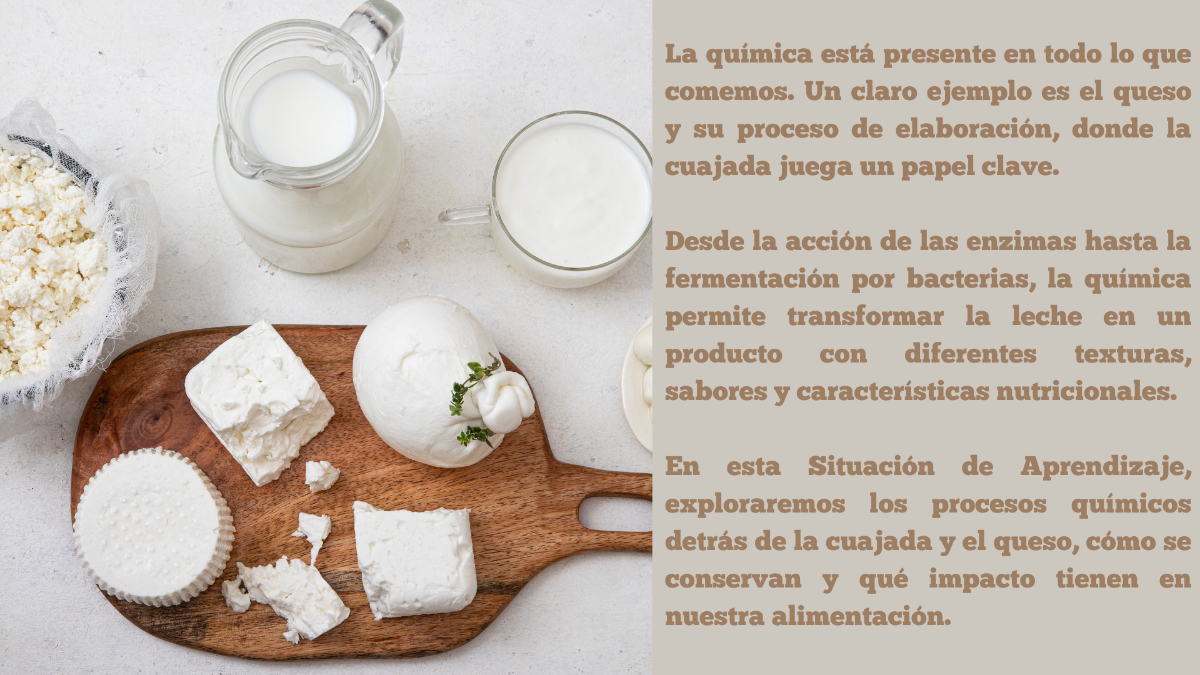 La química está presente en todo lo que
comemos. Un claro ejemplo es el queso
y su proceso de elaboración, donde la
cuajada juega un papel clave.
Desde la acción de las enzimas hasta la
fermentación por bacterias, la química
permite transformar la leche en un
producto con diferentes texturas,
sabores y características nutricionales.
En esta Situación de Aprendizaje,
exploraremos los procesos químicos
detrás de la cuajada y el queso, cómo se
conservan y qué impacto tienen en
nuestra alimentación.